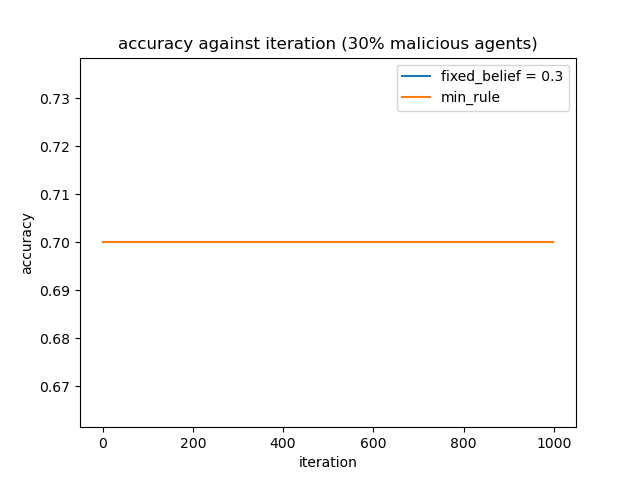 accuracy against iteration (30% malicious agents)
fixed_belief = 0.3
min_rule
0.73
0.72
0.71
0.70
0.69
0.68
0.67
accuracy
0 200 400 600 800 1000
iteration